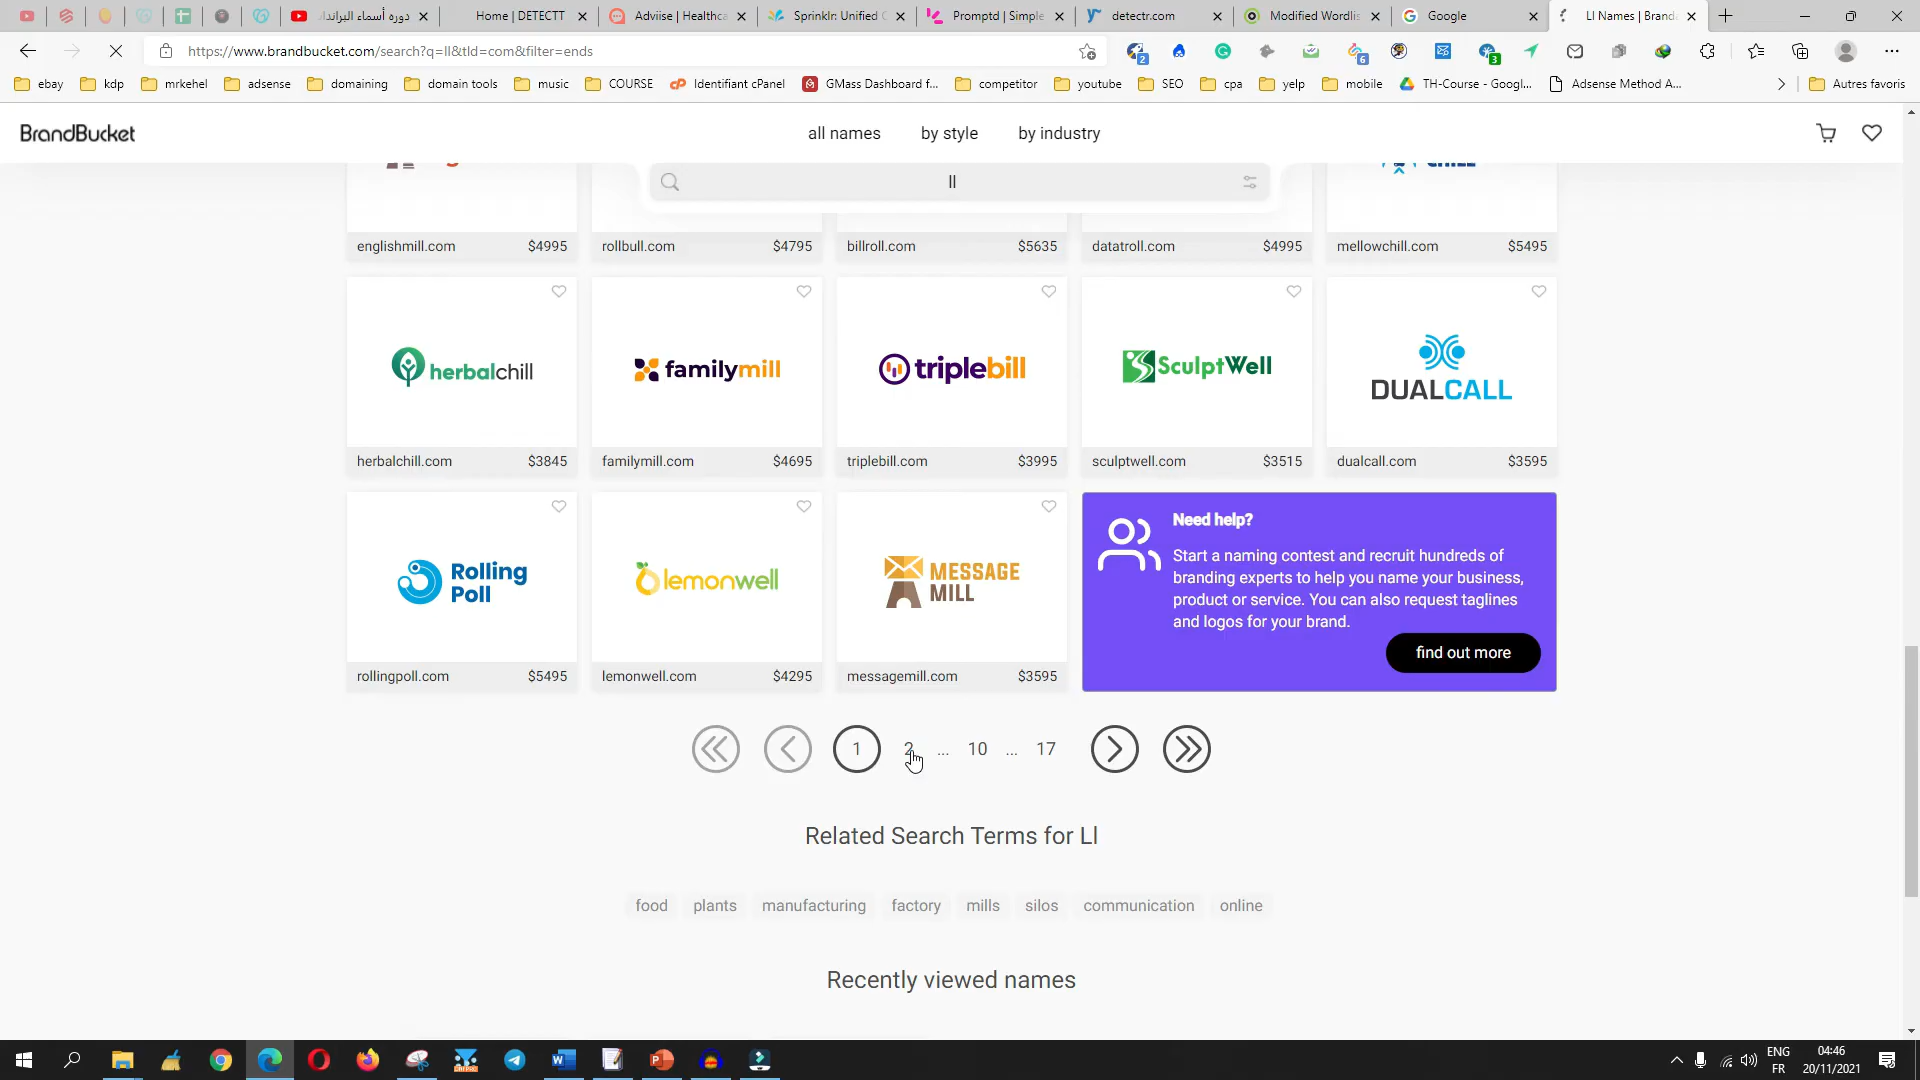 دوره أسماء البراندا
Home | DETECTT
Adviise | Healthca
Sprinklr: Unified C
Promptd | Simple
detectr.com
Modified Wordlis
Google
Ll Names | Branda
https://www.brandbucket.com/search?q=ll&tld=com&filter=ends
2
6
3
ebay
kdp
mrkehel
adsense
domaining
domain tools
music
COURSE
cP Identifiant cPanel
GMass Dashboard f...
competitor
youtube
SEO
cpa
yelp
mobile
TH-Course - Googl...
Adsense Method A...
Autres favoris
BrandBucket
all names
by style
by industry
ll
CHILL
englishmill.com $4995
rollbull.com $4795
billroll.com $5635
datatroll.com $4995
mellowchill.com $5495
herbalchill
familymill
triplebill
SculptWell
DUALCALL
herbalchill.com $3845
familymill.com $4695
triplebill.com $3995
sculptwell.com $3515
dualcall.com $3595
Rolling
Poll
lemonwell
MESSAGE
MILL
Need help?
Start a naming contest and recruit hundreds of
branding experts to help you name your business,
product or service. You can also request taglines
and logos for your brand.
find out more
rollingpoll.com $5495
lemonwell.com $4295
messagemill.com $3595
1 2 ... 10 ... 17
Related Search Terms for Ll
food plants manufacturing factory mills silos communication online
Recently viewed names
ENG
FR
04:46
20/11/2021